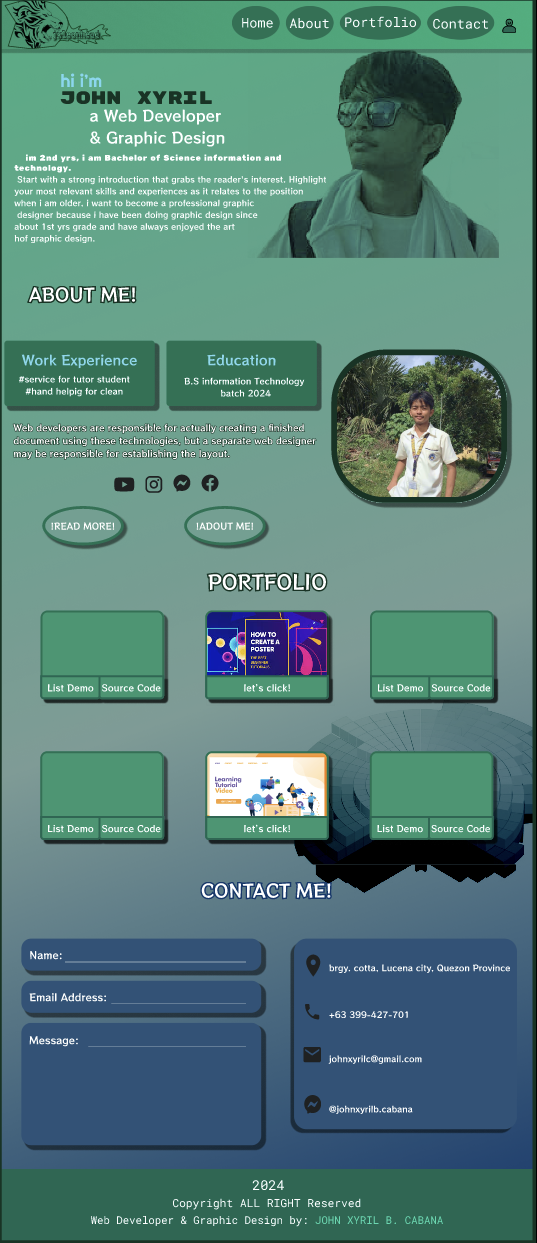 Home
About
Portfolio
Contact
hi i'm
JOHN XYRIL
a Web Developer
& Graphic Design
im 2nd yrs, i am Bachelor of Science information and
technology.
Start with a strong introduction that grabs the reader's interest. Highlight
your most relevant skills and experiences as it relates to the position
when i am older, i want to become a professional graphic
designer because i have been doing graphic design since
about 1st yrs grade and have always enjoyed the art
hof graphic design.
ABOUT ME!
Work Experience
#service for tutor student
#hand helpig for clean
Education
B.S information Technology
batch 2024
Web developers are responsible for actually creating a finished
document using these technologies, but a separate web designer
may be responsible for establishing the layout.
!READ MORE!
!ADOUT ME!
PORTFOLIO
HOW TO
CREATE A
POSTER
List Demo
Source Code
let's click!
List Demo
Source Code
Learning
Tutorial
Video
List Demo
Source Code
let's click!
List Demo
Source Code
CONTACT ME!
Name:
Email Address:
Message:
brgy. cotta, Lucena city, Quezon Province
+63 399-427-701
johnxyrilc@gmail.com
@johnxyrilb.cabana
2024
Copyright ALL RIGHT Reserved
Web Developer & Graphic Design by: JOHN XYRIL B. CABANA